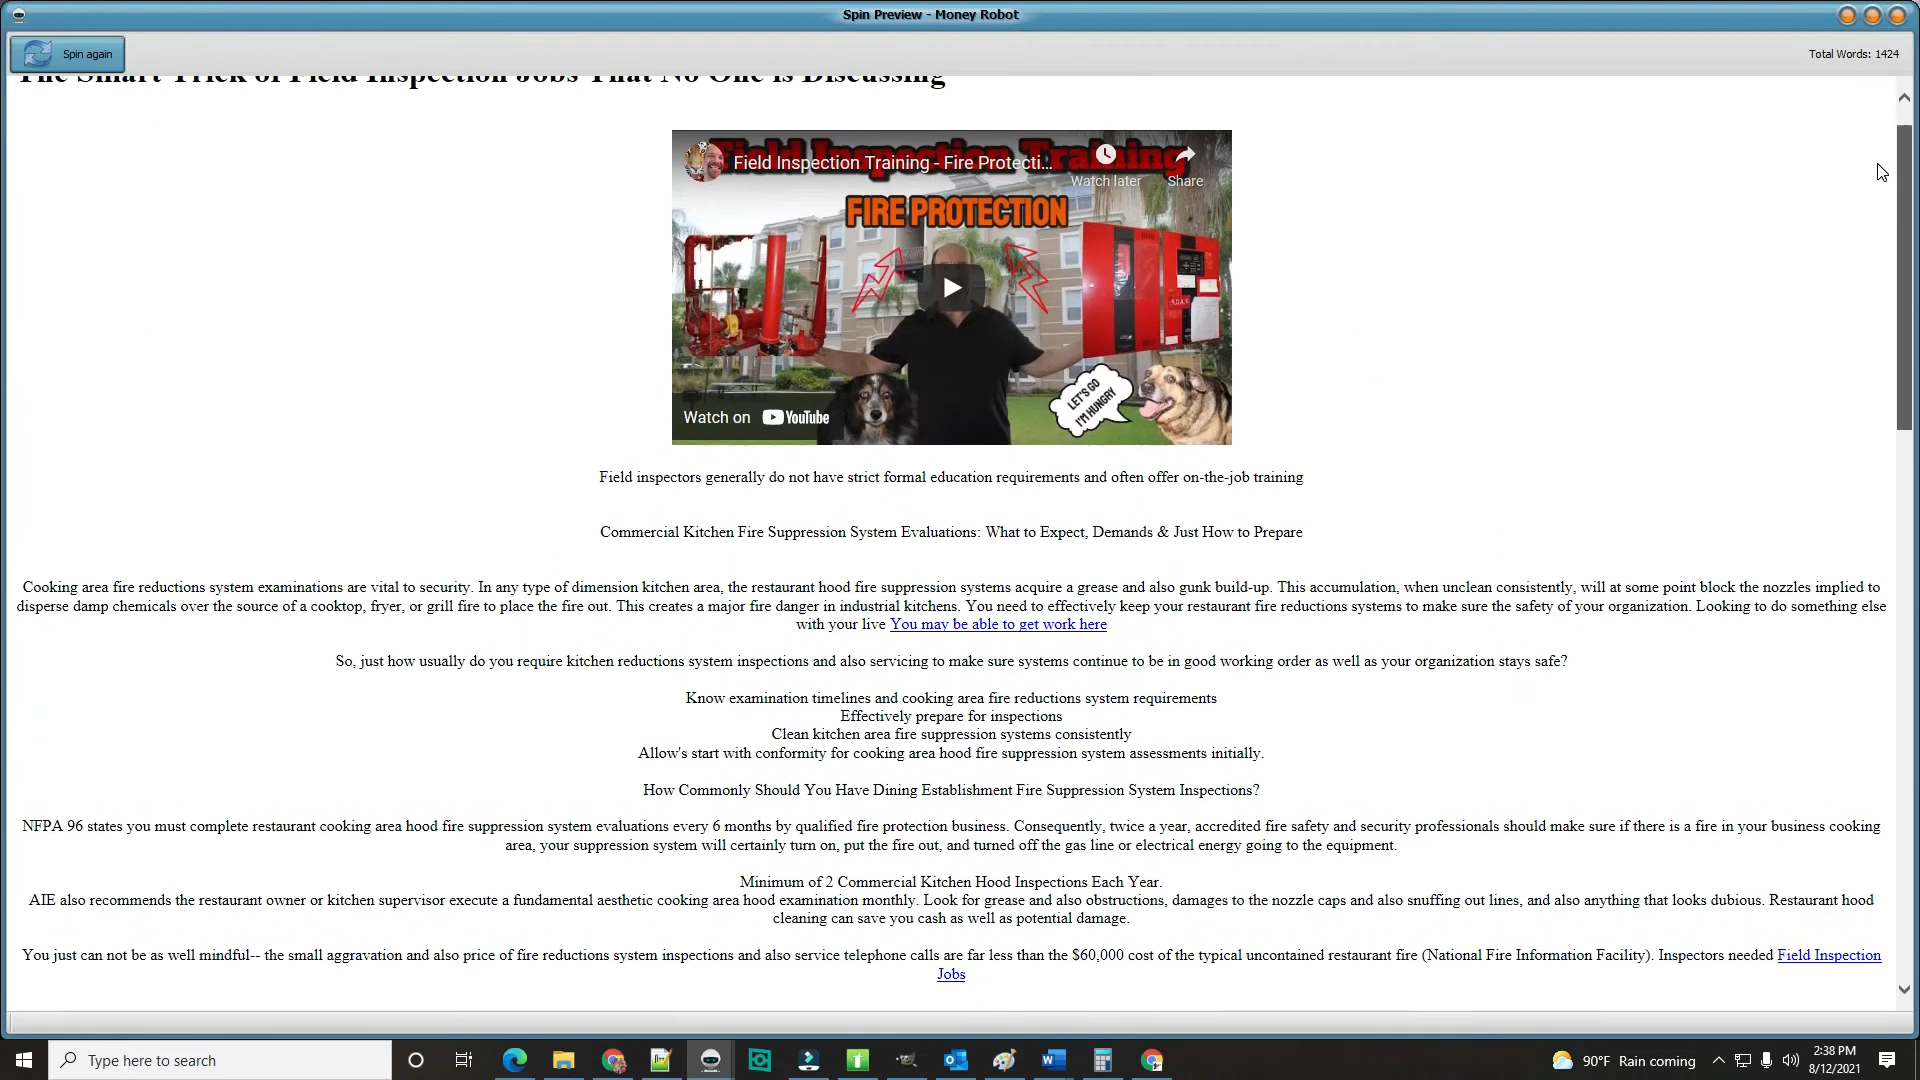 Spin Preview - Money Robot
Spin again
Total Words: 1424
The Smart Trick of Field Inspection Jobs That No One is Discussing
Field Inspection Training
Field Inspection Training - Fire Protecti...
Watch later
Share
FIRE PROTECTION
LET'S GO
I'M HUNGRY
Watch on YouTube
Field inspectors generally do not have strict formal education requirements and often offer on-the-job training
Commercial Kitchen Fire Suppression System Evaluations: What to Expect, Demands & Just How to Prepare
Cooking area fire reductions system examinations are vital to security. In any type of dimension kitchen area, the restaurant hood fire suppression systems acquire a grease and also gunk build-up. This accumulation, when unclean consistently, will at some point block the nozzles implied to
disperse damp chemicals over the source of a cooktop, fryer, or grill fire to place the fire out. This creates a major fire danger in industrial kitchens. You need to effectively keep your restaurant fire reductions systems to make sure the safety of your organization. Looking to do something else
with your live You may be able to get work here
So, just how usually do you require kitchen reductions system inspections and also servicing to make sure systems continue to be in good working order as well as your organization stays safe?
Know examination timelines and cooking area fire reductions system requirements
Effectively prepare for inspections
Clean kitchen area fire suppression systems consistently
Allow's start with conformity for cooking area hood fire suppression system assessments initially.
How Commonly Should You Have Dining Establishment Fire Suppression System Inspections?
NFPA 96 states you must complete restaurant cooking area hood fire suppression system evaluations every 6 months by qualified fire protection business. Consequently, twice a year, accredited fire safety and security professionals should make sure if there is a fire in your business cooking
area, your suppression system will certainly turn on, put the fire out, and turned off the gas line or electrical energy going to the equipment.
Minimum of 2 Commercial Kitchen Hood Inspections Each Year.
AIE also recommends the restaurant owner or kitchen supervisor execute a fundamental aesthetic cooking area hood examination monthly. Look for grease and also obstructions, damages to the nozzle caps and also snuffing out lines, and also anything that looks dubious. Restaurant hood
cleaning can save you cash as well as potential damage.
You just can not be as well mindful-- the small aggravation and also price of fire reductions system inspections and also service telephone calls are far less than the $60,000 cost of the typical uncontained restaurant fire (National Fire Information Facility). Inspectors needed Field Inspection
Jobs
Type here to search
90°F Rain coming
2:38 PM
8/12/2021